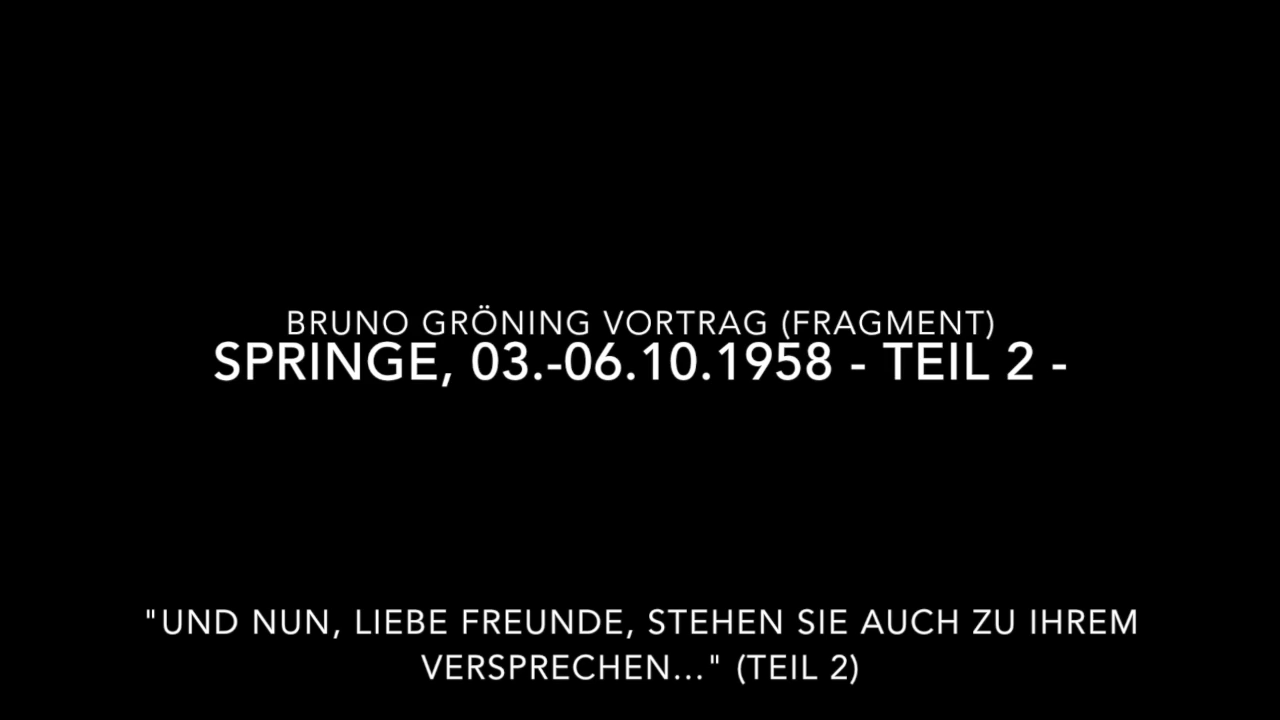 BRUNO GRÖNING VORTRAG (FRAGMENT)
SPRINGE, 03.-06.10.1958 - TEIL 2 -
"UND NUN, LIEBE FREUNDE, STEHEN SIE AUCH ZU IHREM
VERSPRECHEN..." (TEIL 2)